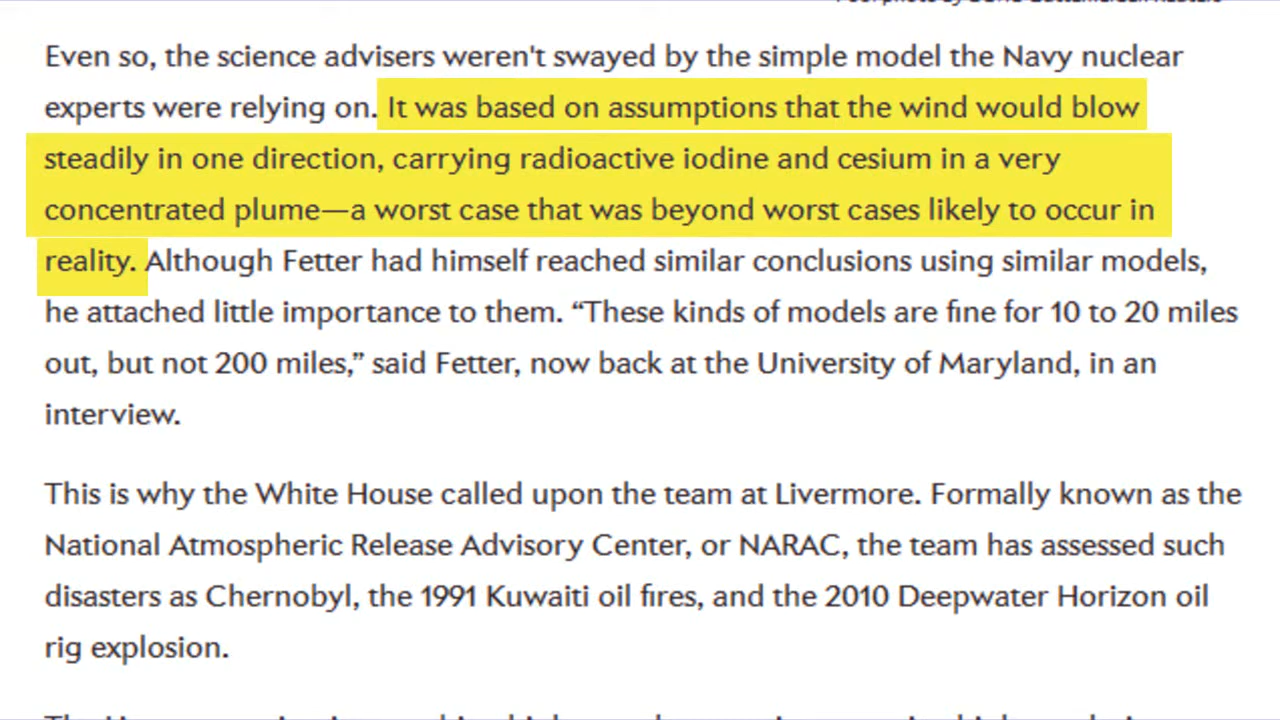 Even so, the science advisers weren't swayed by the simple model the Navy nuclear
experts were relying on. It was based on assumptions that the wind would blow
steadily in one direction, carrying radioactive iodine and cesium in a very
concentrated plume—a worst case that was beyond worst cases likely to occur in
reality. Although Fetter had himself reached similar conclusions using similar models,
he attached little importance to them. “These kinds of models are fine for 10 to 20 miles
out, but not 200 miles,” said Fetter, now back at the University of Maryland, in an
interview.
This is why the White House called upon the team at Livermore. Formally known as the
National Atmospheric Release Advisory Center, or NARAC, the team has assessed such
disasters as Chernobyl, the 1991 Kuwaiti oil fires, and the 2010 Deepwater Horizon oil
rig explosion.